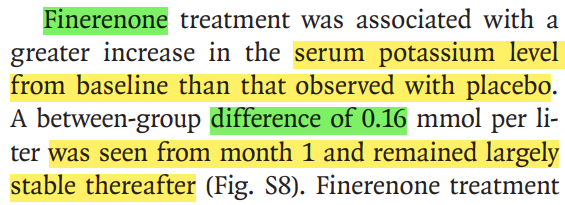 Finerenone treatment was associated with a
greater increase in the serum potassium level
from baseline than that observed with placebo.
A between-group difference of 0.16 mmol per li-
ter was seen from month 1 and remained largely
stable thereafter (Fig. S8). Finerenone treatment